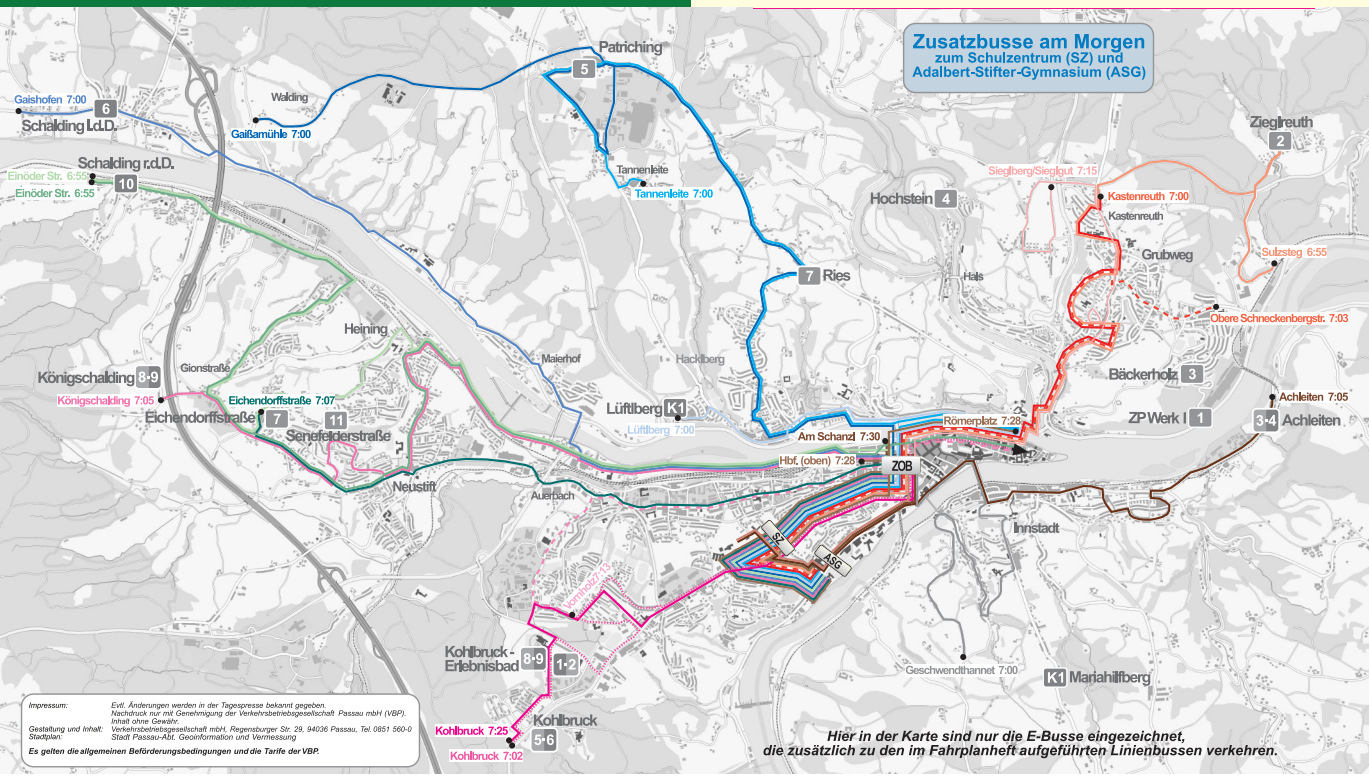 Zusatzbusse am Morgen
zum Schulzentrum (SZ) und
Adalbert-Stifter-Gymnasium (ASG)
Patriching
5
Walding
Gaishofen 7:00
6
Schalding l.d.D.
Gaißamühle 7:00
Zieglreuth
2
Schalding r.d.D.
Einöder Str. 6:55
Einöder Str. 6:55
10
Tannenleite
Tannenleite 7:00
Sieglberg/Sieglgut 7:15
Hochstein 4
Kastenreuth 7:00
Kastenreuth
Grubweg
Sulzsteg 6:55
7 Ries
Hals
Obere Schneckenbergstr. 7:03
Heining
Maierhof
Hacklberg
Gionstraße
Königschalding 8•9
Königschalding 7:05
Bäckerholz 3
Eichendorffstraße 7:07
Eichendorffstraße 7
11
Senefelderstraße
Lüftlberg K1
Lüftlberg 7:00
Achleiten 7:05
ZP Werk I 1
3•4 Achleiten
Römerplatz 7:28
Am Schanzl 7:30
Hbf. (oben) 7:28
ZOB
Neustift
Auerbach
Innstadt
SZ
ASG
7:13
Kohlbruck -
Erlebnisbad 8•9
1•2
Geschwendthannet 7:00
K1 Mariahilfberg
Kohlbruck 7:25
Kohlbruck
5•6
Kohlbruck 7:02
Impressum: Evtl. Änderungen werden in der Tagespresse bekannt gegeben.
Nachdruck nur mit Genehmigung der Verkehrsbetriebsgesellschaft Passau mbH (VBP).
Inhalt ohne Gewähr.
Gestaltung und Inhalt: Verkehrsbetriebsgesellschaft mbH, Regensburger Str. 29, 94036 Passau, Tel. 0851 560-0
Stadtplan: Stadt Passau-Abt. Geoinformation und Vermessung
Es gelten die allgemeinen Beförderungsbedingungen und die Tarife der VBP.
Hier in der Karte sind nur die E-Busse eingezeichnet,
die zusätzlich zu den im Fahrplanheft aufgeführten Linienbussen verkehren.